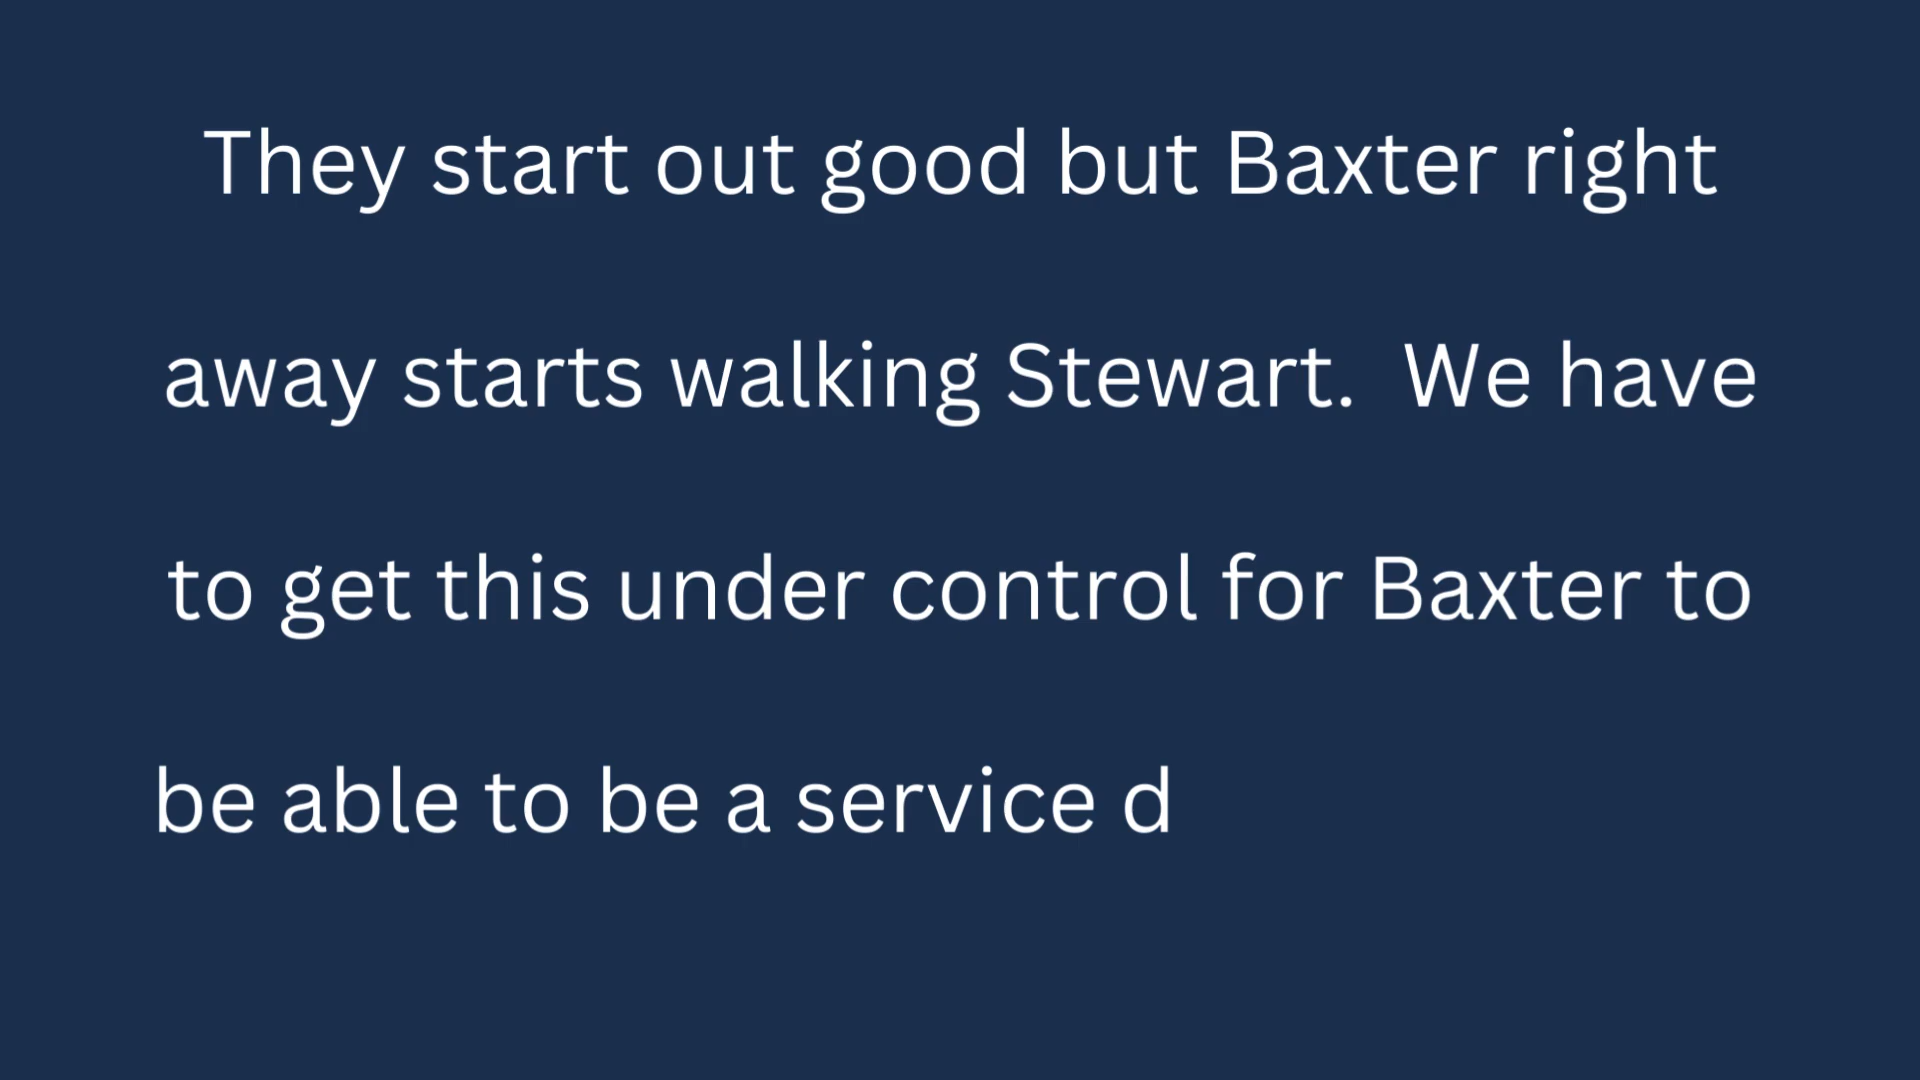 They start out good but Baxter right
away starts walking Stewart.  We have
to get this under control for Baxter to
be able to be a service d